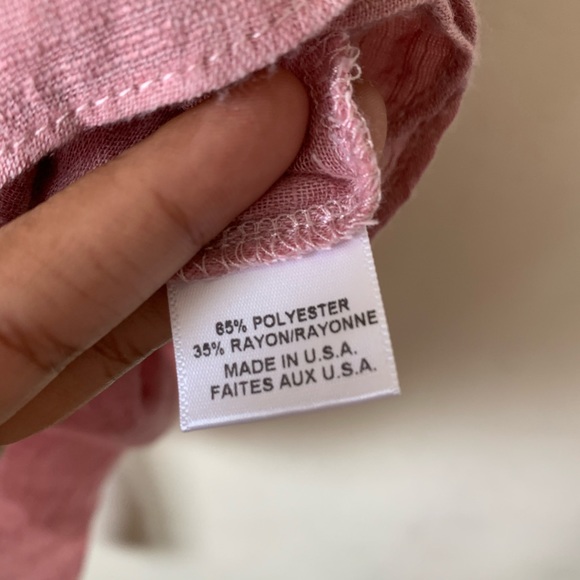 65% POLYESTER
35% RAYON/RAYONNE
MADE IN U.S.A.
FAITES AUX U.S.A.